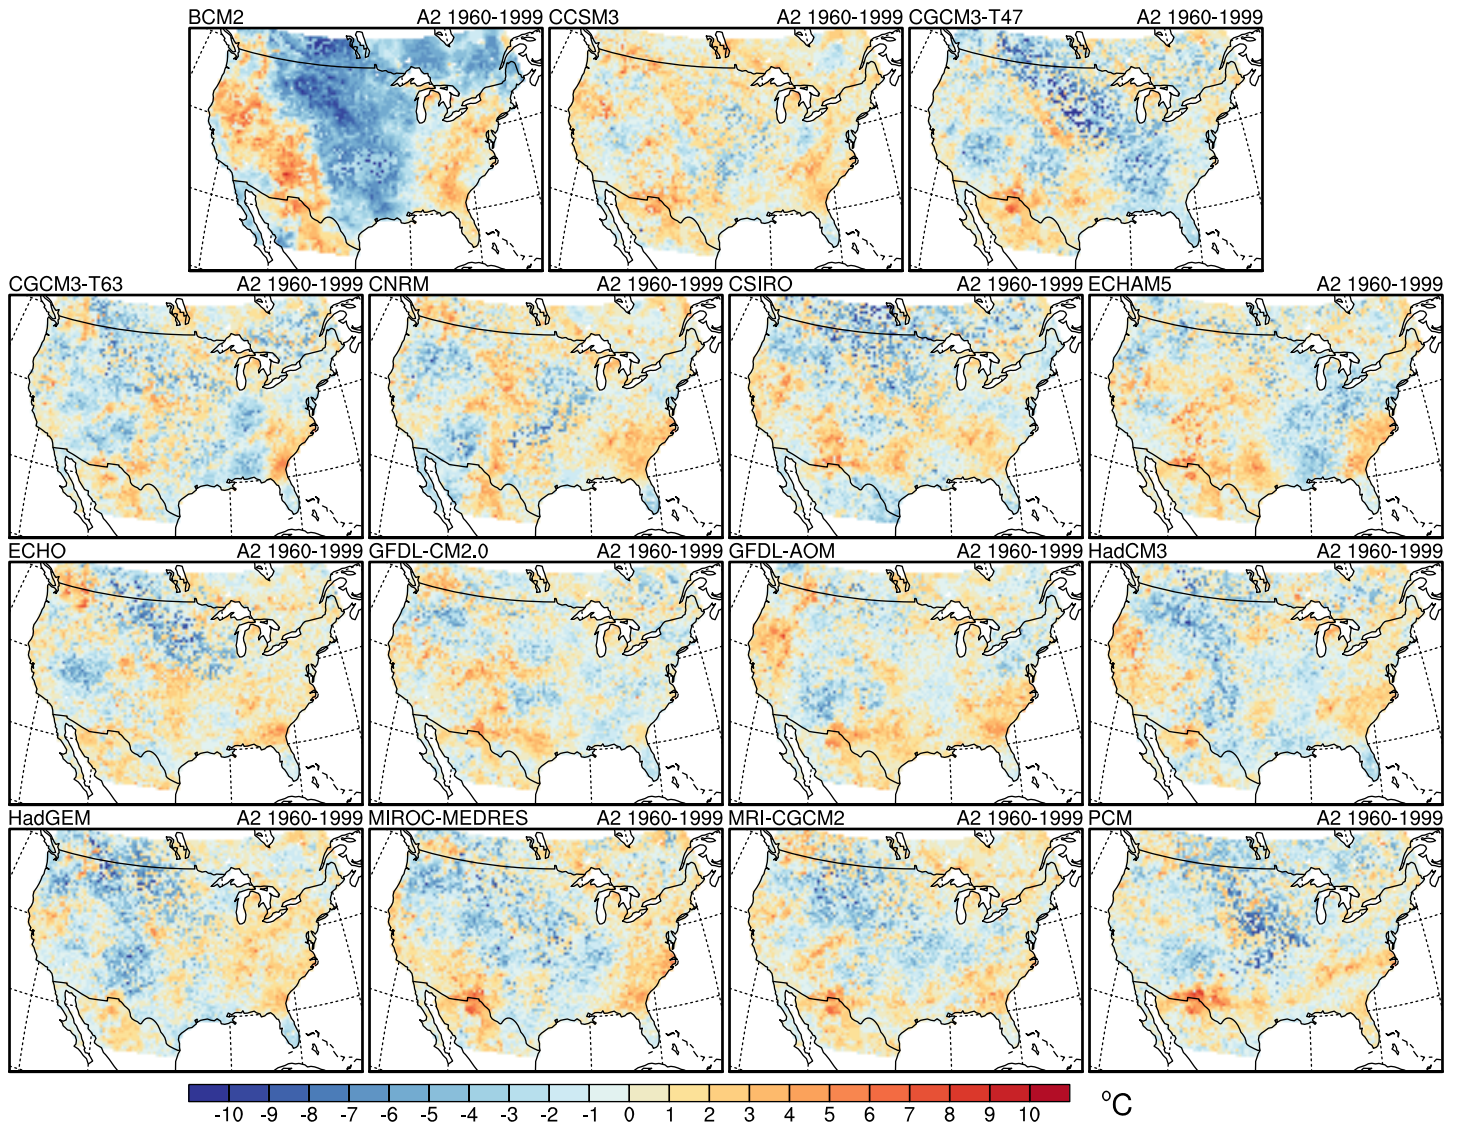 BCM2 A2 1960-1999 CCSM3 A2 1960-1999 CGCM3-T47 A2 1960-1999
CGCM3-T63 A2 1960-1999 CNRM A2 1960-1999 CSIRO A2 1960-1999 ECHAM5 A2 1960-1999
ECHO A2 1960-1999 GFDL-CM2.0 A2 1960-1999 GFDL-AOM A2 1960-1999 HadCM3 A2 1960-1999
HadGEM A2 1960-1999 MIROC-MEDRES A2 1960-1999 MRI-CGCM2 A2 1960-1999 PCM A2 1960-1999
-10 -9 -8 -7 -6 -5 -4 -3 -2 -1 0 1 2 3 4 5 6 7 8 9 10 °C